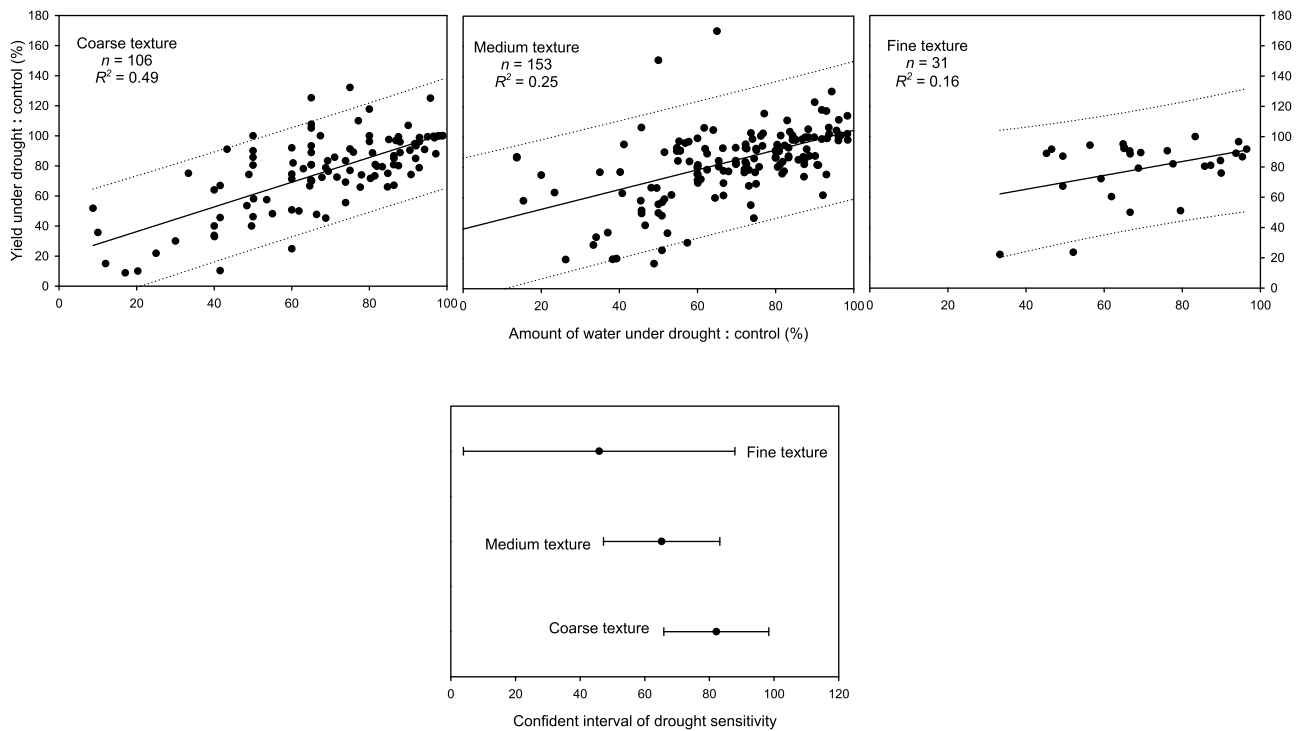 Coarse texture
n = 106
R² = 0.49
Medium texture
n = 153
R² = 0.25
Fine texture
n = 31
R² = 0.16
Yield under drought : control (%)
180
160
140
120
100
80
60
40
20
0
180
160
140
120
100
80
60
40
20
0
0 20 40 60 80 100
20 40 60 80 100
0 20 40 60 80 100
Amount of water under drought : control (%)
Fine texture
Medium texture
Coarse texture
0 20 40 60 80 100 120
Confident interval of drought sensitivity